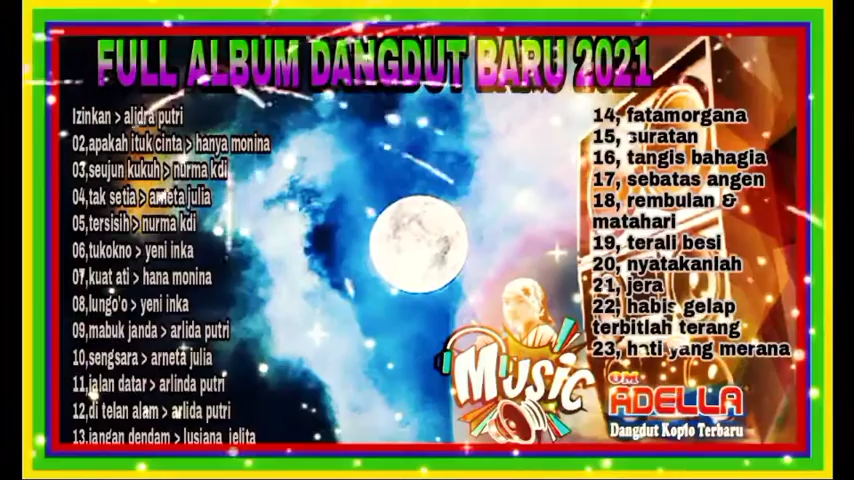 FULL ALBUM DANGDUT BARU 2021
Izinkan > alidra putri
02,apakah ituk cinta > hanya monina
03,seujun kukuh > nurma kdi
04,tak setia > arneta julia
05,tersisih > nurma kdi
06,tukokno > yeni inka
07,kuat ati > hana monina
08,lungo'o > yeni inka
09,mabuk janda > arlida putri
10,sengsara > arneta julia
11,jalan datar > arlinda putri
12,di telan alam > arlida putri
13,jangan dendam > lusiana jelita
14, fatamorgana
15, suratan
16, tangis bahagia
17, sebatas angen
18, rembulan &
matahari
19, terali besi
20, nyatakanlah
21, jera
22, habis gelap
terbitlah terang
23, hati yang merana
MUSIC
OM
ADELLA
Dangdut Koplo Terbaru